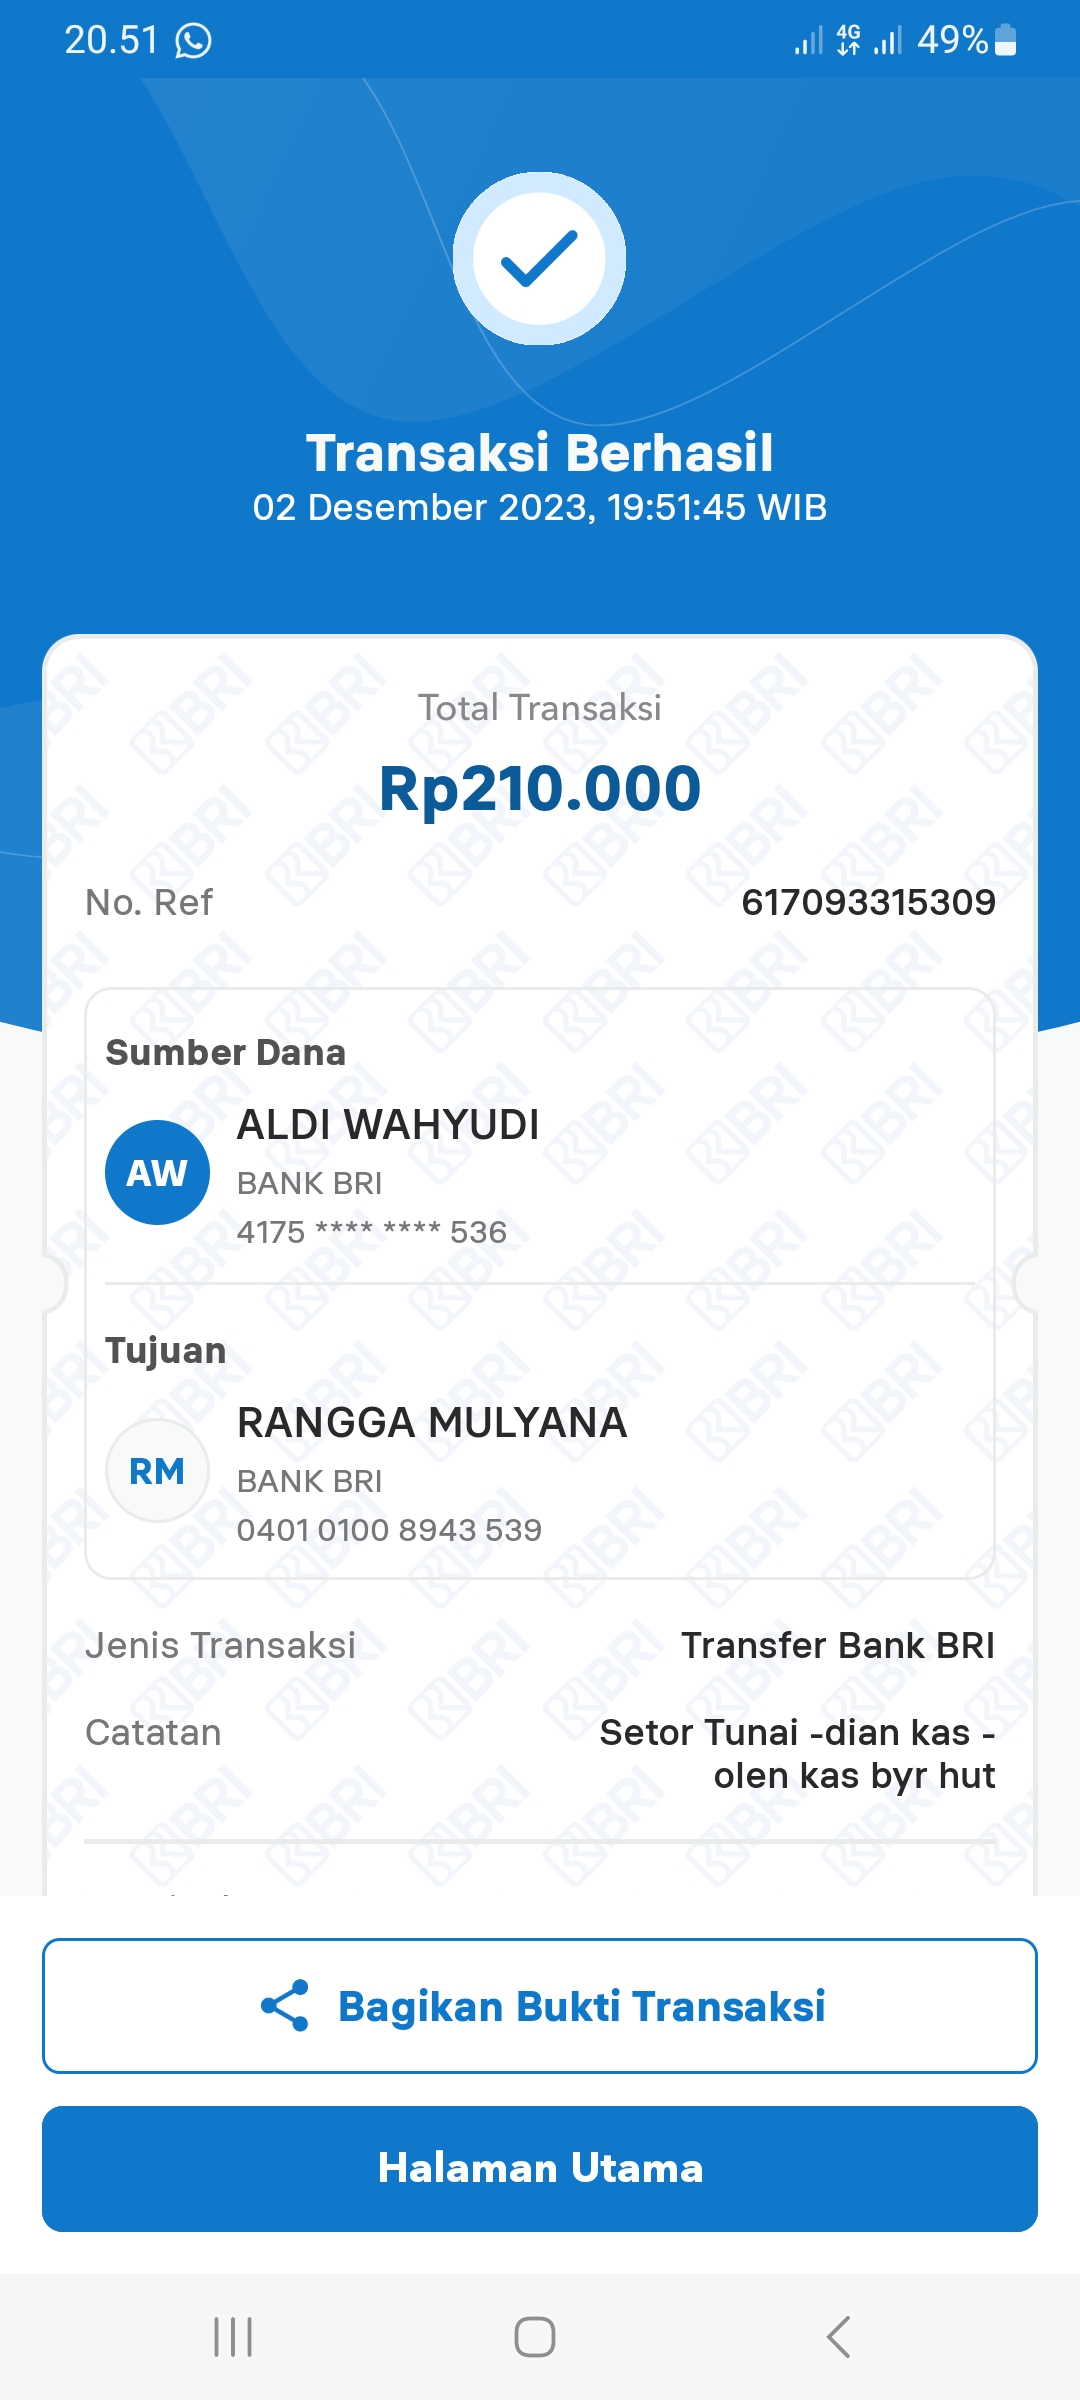 20.51
4G
49%
Transaksi Berhasil
02 Desember 2023, 19:51:45 WIB
Total Transaksi
Rp210.000
No. Ref
617093315309
Sumber Dana
AW
ALDI WAHYUDI
BANK BRI
4175 **** **** 536
Tujuan
RM
RANGGA MULYANA
BANK BRI
0401 0100 8943 539
Jenis Transaksi
Transfer Bank BRI
Catatan
Setor Tunai -dian kas -
olen kas byr hut
Bagikan Bukti Transaksi
Halaman Utama